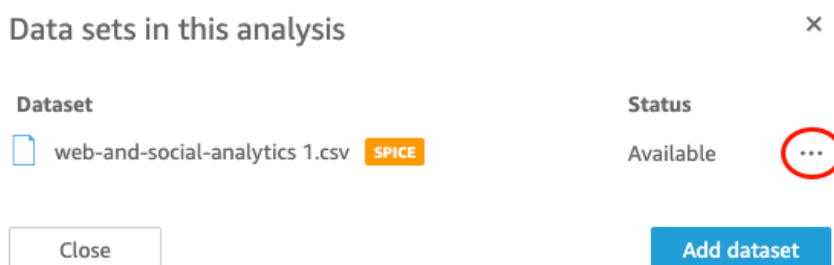 Data sets in this analysis
Dataset Status
web-and-social-analytics 1.csv SPICE Available
Close Add dataset